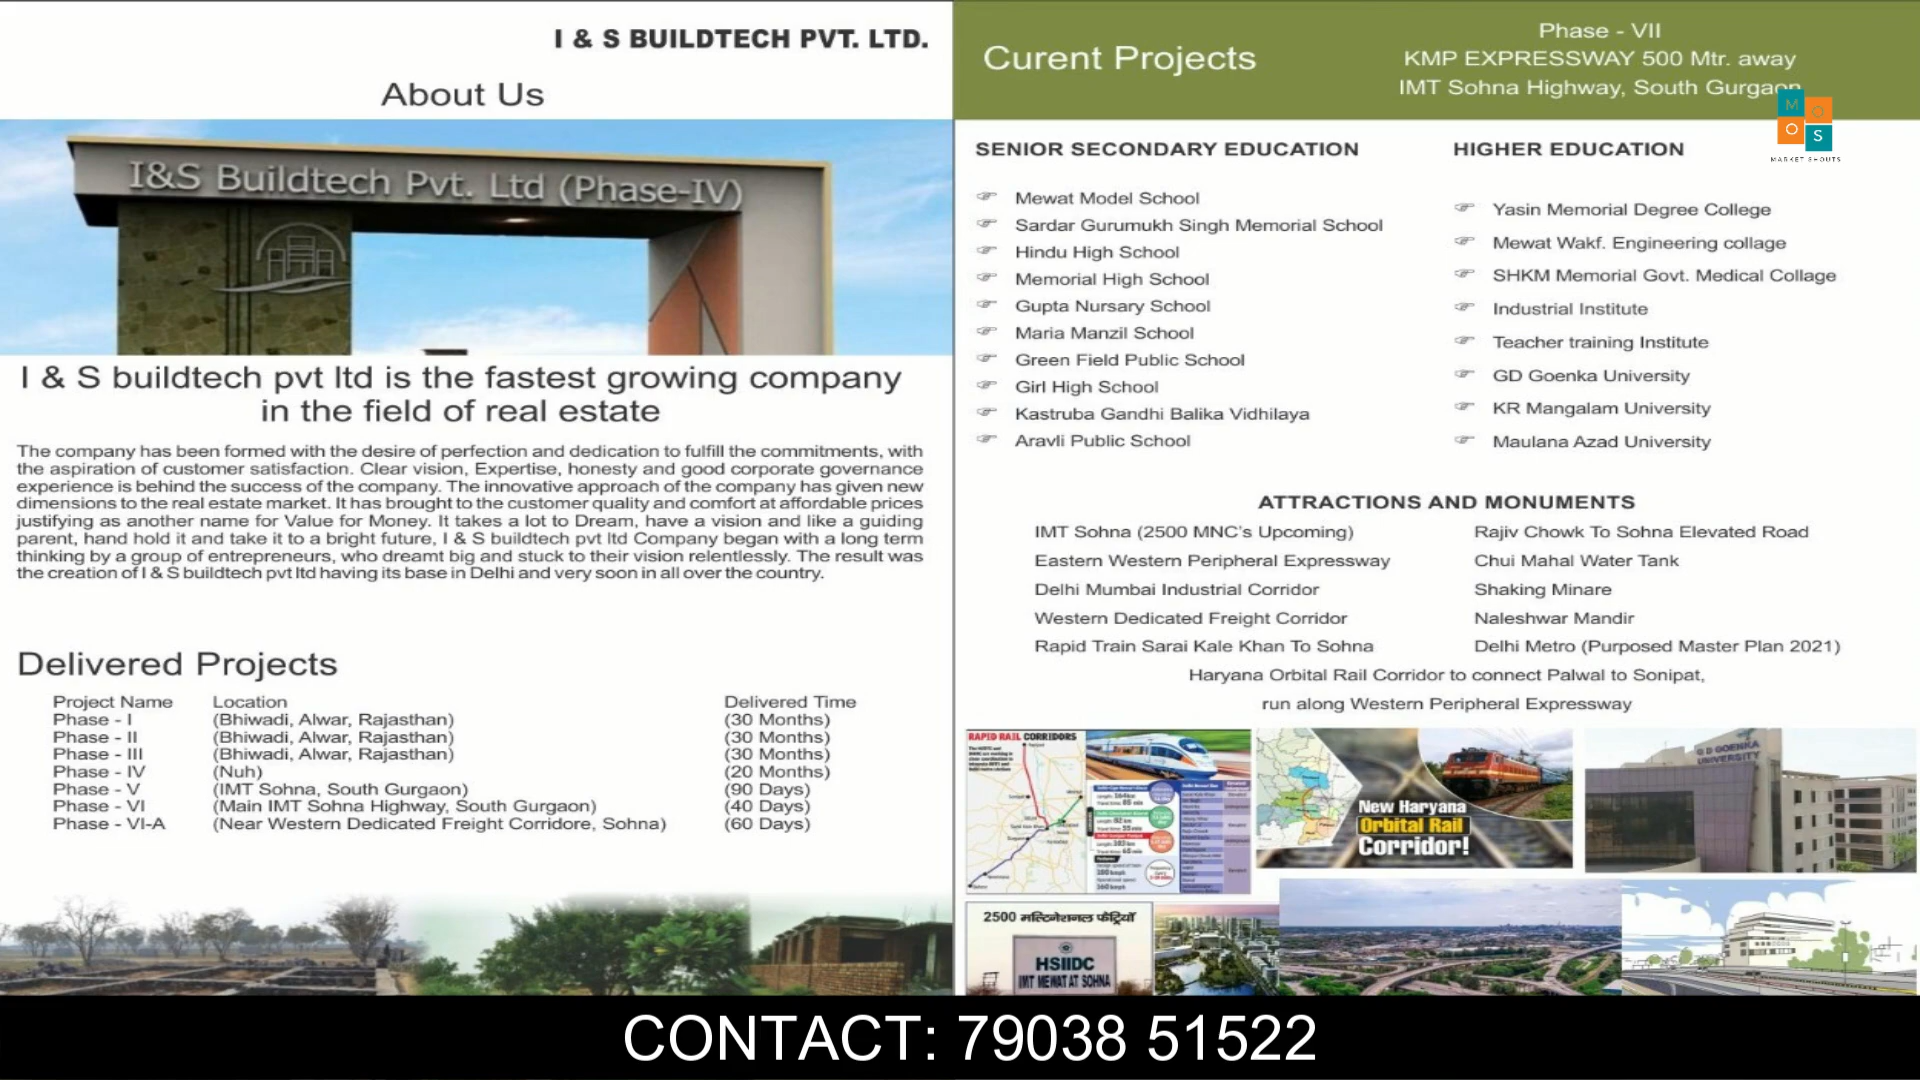 I & S BUILDTECH PVT. LTD.
About Us
I&S Buildtech Pvt. Ltd (Phase-IV)
I & S buildtech pvt ltd is the fastest growing company
in the field of real estate
The company has been formed with the desire of perfection and dedication to fulfill the commitments, with
the aspiration of customer satisfaction. Clear vision, Expertise, honesty and good corporate governance
experience is behind the success of the company. The innovative approach of the company has given new
dimensions to the real estate market. It has brought to the customer quality and comfort at affordable prices
justifying as another name for Value for Money. It takes a lot to Dream, have a vision and like a guiding
parent, hand hold it and take it to a bright future, I & S buildtech pvt ltd Company began with a long term
thinking by a group of entrepreneurs, who dreamt big and stuck to their vision relentlessly. The result was
the creation of I & S buildtech pvt ltd having its base in Delhi and very soon in all over the country.
Delivered Projects
Project Name Location Delivered Time
Phase - I (Bhiwadi, Alwar, Rajasthan) (30 Months)
Phase - II (Bhiwadi, Alwar, Rajasthan) (30 Months)
Phase - III (Bhiwadi, Alwar, Rajasthan) (30 Months)
Phase - IV (Nuh) (20 Months)
Phase - V (IMT Sohna, South Gurgaon) (90 Days)
Phase - VI (Main IMT Sohna Highway, South Gurgaon) (40 Days)
Phase - VI-A (Near Western Dedicated Freight Corridore, Sohna) (60 Days)
Curent Projects
Phase - VII
KMP EXPRESSWAY 500 Mtr. away
IMT Sohna Highway, South Gurgaon
M O
O S
MARKET SHOUTS
SENIOR SECONDARY EDUCATION
Mewat Model School
Sardar Gurumukh Singh Memorial School
Hindu High School
Memorial High School
Gupta Nursary School
Maria Manzil School
Green Field Public School
Girl High School
Kastruba Gandhi Balika Vidhilaya
Aravli Public School
HIGHER EDUCATION
Yasin Memorial Degree College
Mewat Wakf. Engineering collage
SHKM Memorial Govt. Medical Collage
Industrial Institute
Teacher training Institute
GD Goenka University
KR Mangalam University
Maulana Azad University
ATTRACTIONS AND MONUMENTS
IMT Sohna (2500 MNC's Upcoming)
Eastern Western Peripheral Expressway
Delhi Mumbai Industrial Corridor
Western Dedicated Freight Corridor
Rapid Train Sarai Kale Khan To Sohna
Rajiv Chowk To Sohna Elevated Road
Chui Mahal Water Tank
Shaking Minare
Naleshwar Mandir
Delhi Metro (Purposed Master Plan 2021)
Haryana Orbital Rail Corridor to connect Palwal to Sonipat,
run along Western Peripheral Expressway
RAPID RAIL CORRIDORS
New Haryana
Orbital Rail
Corridor!
G D GOENKA
UNIVERSITY
2500 मल्टिनेशनल
HSIIDC
IMT MEWAT AT SOHNA
CONTACT: 79038 51522